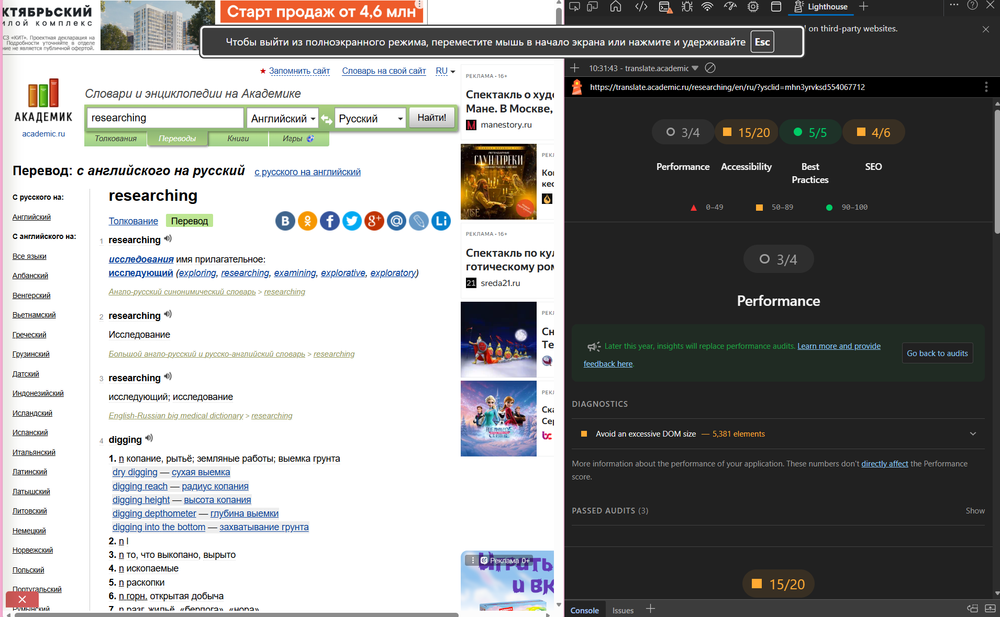 КТЯБРЬСКИЙ
ИЛОЙ КОМПЛЕКС
СЗ «КИТ». Проектная декларация на
Подробности уточняйте в отделе
ние не является публичной офертой.
Старт продаж от 4,6 млн
Чтобы выйти из полноэкранного режима, переместите мышь в начало экрана или нажмите и удерживайте Esc
★ Запомнить сайт Словарь на свой сайт RU
АКАДЕМИК
academic.ru
Словари и энциклопедии на Академике
researching Английский Русский Найти!
Толкования Переводы Книги Игры
Перевод: с английского на русский с русского на английский
С русского на:
Английский
С английского на:
Все языки
Албанский
Венгерский
Вьетнамский
Греческий
Грузинский
Датский
Индонезийский
Исландский
Испанский
Итальянский
Латинский
Латышский
Литовский
Немецкий
Норвежский
Польский
Португальский
Румынский
researching
Толкование Перевод
1 researching
исследования имя прилагательное:
исследующий (exploring, researching, examining, explorative, exploratory)
Англо-русский синонимический словарь > researching
2 researching
Исследование
Большой англо-русский и русско-английский словарь > researching
3 researching
исследующий; исследование
English-Russian big medical dictionary > researching
4 digging
1. n копание, рытьё; земляные работы; выемка грунта
dry digging — сухая выемка
digging reach — радиус копания
digging height — высота копания
digging depthometer — глубина выемки
digging into the bottom — захватывание грунта
2. n l
3. n то, что выкопано, вырыто
4. n ископаемые
5. n раскопки
6. n горн. открытая добыча
7. n разг. жильё, «берлога», «нора»
РЕКЛАМА • 16+
Спектакль о худо
Мане. В Москве,
manestory.ru
ЛЕГЕНДАРНЫЕ
САУНДТРЕКИ
MISE
РЕКЛ
Кон
кес
РЕКЛАМА • 16+
Спектакль по кул
готическому ром
21 sreda21.ru
РЕКЛ
Сн
Те
РЕКЛ
Ска
Сер
bc
Реклама 0+
Играть
и вк
Lighthouse
on third-party websites.
10:31:43 - translate.academic
https://translate.academic.ru/researching/en/ru/?ysclid=mhn3yrvksd554067712
3/4 15/20 5/5 4/6
Performance Accessibility Best Practices SEO
0–49 50–89 90–100
3/4
Performance
Later this year, insights will replace performance audits. Learn more and provide
feedback here.
Go back to audits
DIAGNOSTICS
Avoid an excessive DOM size — 5,381 elements
More information about the performance of your application. These numbers don't directly affect the Performance
score.
PASSED AUDITS (3) Show
15/20
Console Issues